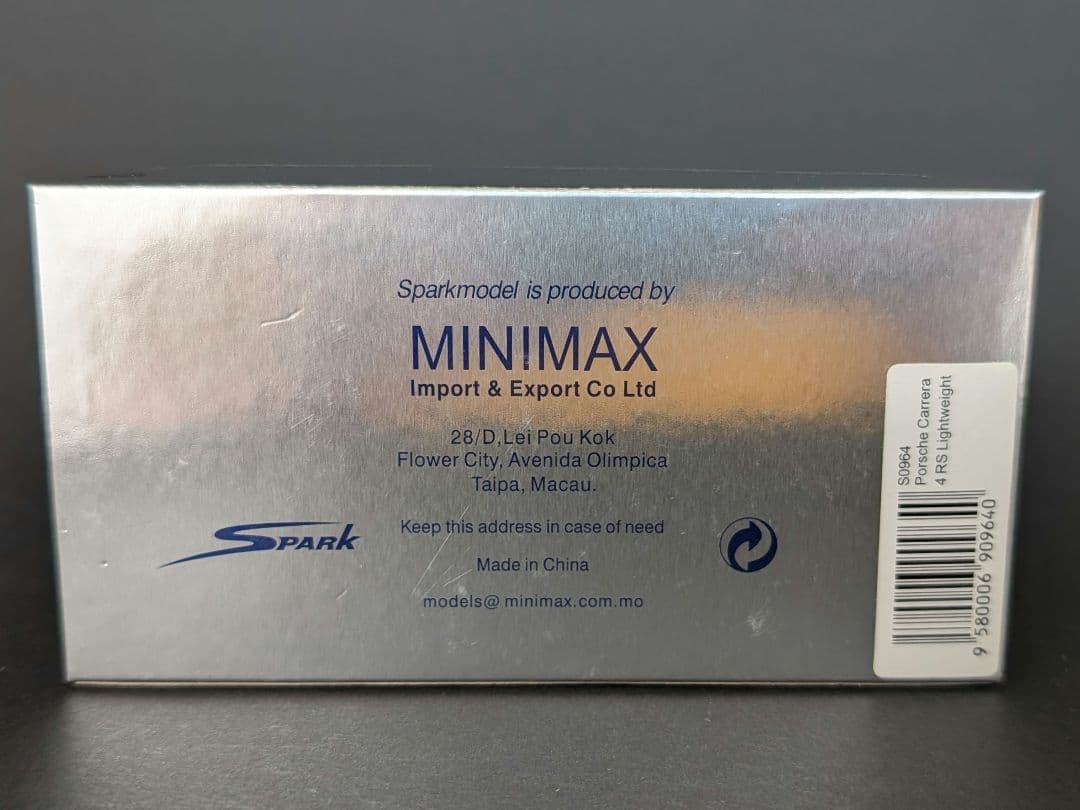 Sparkmodel is produced by
MINIMAX
Import & Export Co Ltd
28/D,Lei Pou Kok
Flower City, Avenida Olimpica
Taipa, Macau.
Keep this address in case of need
SPARK
Made in China
models@ minimax.com.mo
S0964
Porsche Carrera
4 RS Lightweight
9 580006 909640